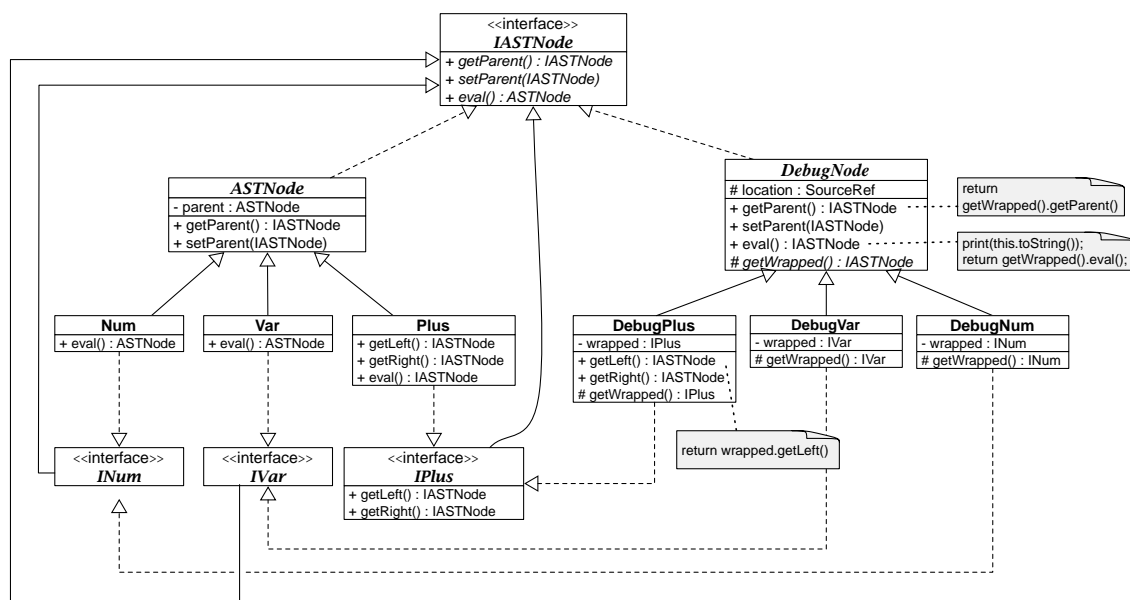 <<interface>>
IASTNode
+ getParent() : IASTNode
+ setParent(IASTNode)
+ eval() : ASTNode
ASTNode
- parent : ASTNode
+ getParent() : IASTNode
+ setParent(IASTNode)
DebugNode
# location : SourceRef
+ getParent() : IASTNode
+ setParent(IASTNode)
+ eval() : IASTNode
# getWrapped() : IASTNode
return
getWrapped().getParent()
print(this.toString());
return getWrapped().eval();
Num
+ eval() : ASTNode
Var
+ eval() : ASTNode
Plus
+ getLeft() : IASTNode
+ getRight() : IASTNode
+ eval() : IASTNode
DebugPlus
- wrapped : IPlus
+ getLeft() : IASTNode
+ getRight() : IASTNode
# getWrapped() : IPlus
DebugVar
- wrapped : IVar
# getWrapped() : IVar
DebugNum
- wrapped : INum
# getWrapped() : INum
return wrapped.getLeft()
<<interface>>
INum
<<interface>>
IVar
<<interface>>
IPlus
+ getLeft() : IASTNode
+ getRight() : IASTNode